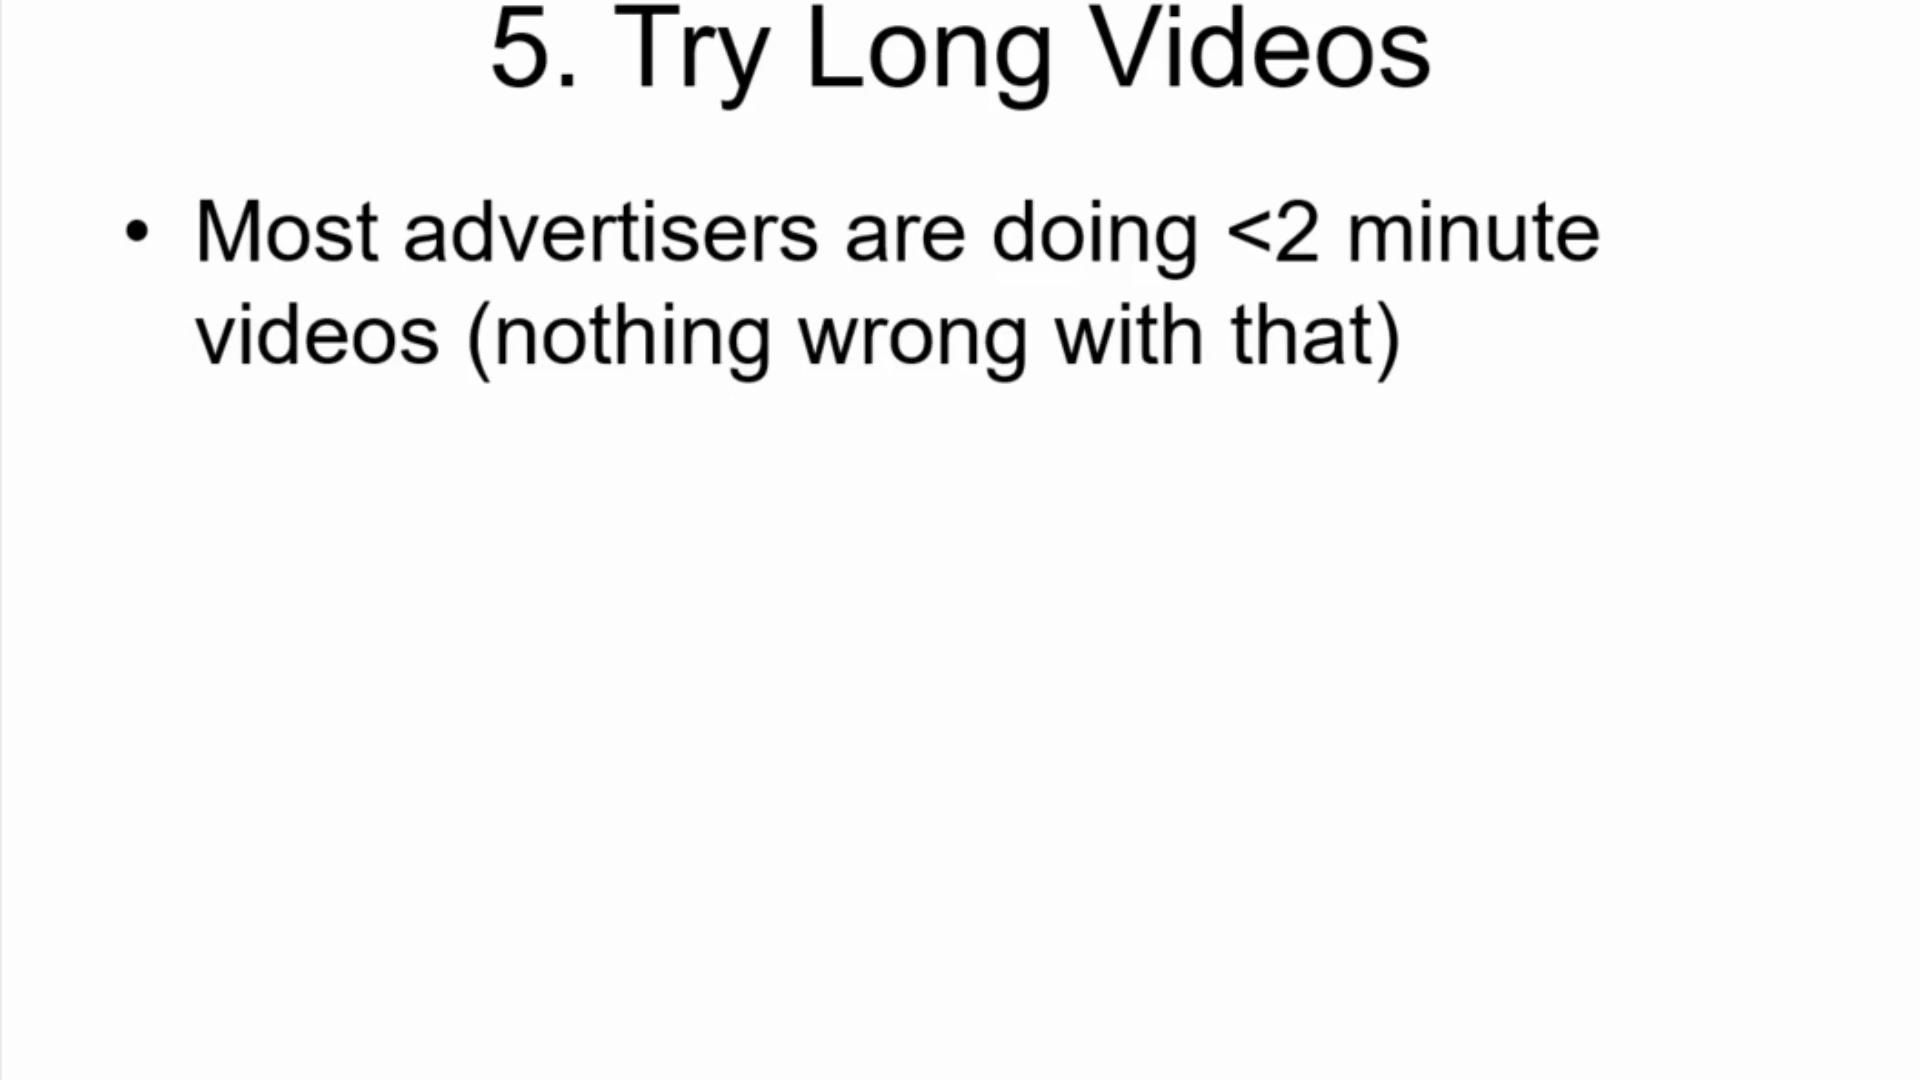 5. Try Long Videos
• Most advertisers are doing <2 minute
videos (nothing wrong with that)